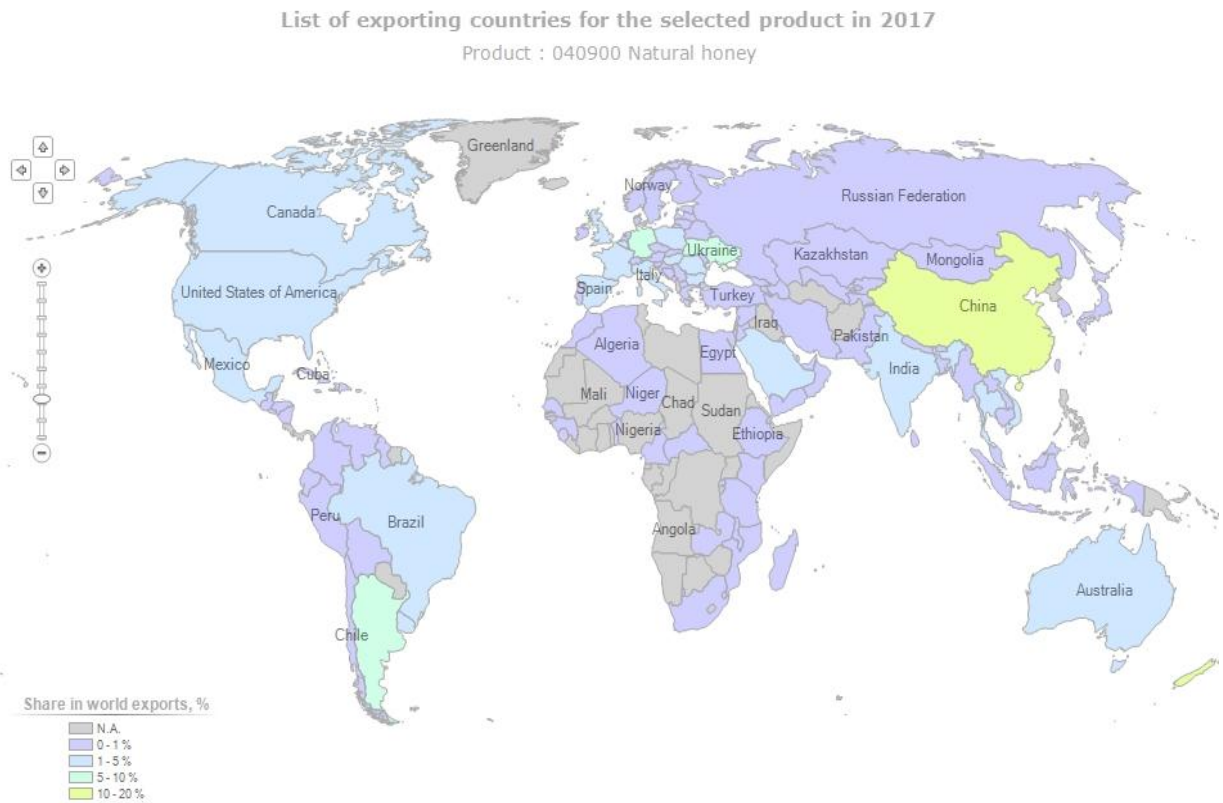 List of exporting countries for the selected product in 2017
Product : 040900 Natural honey
Greenland
Norway
Russian Federation
Canada
Ukraine
Kazakhstan
Mongolia
Italy
Spain
United States of America
Turkey
China
Iraq
Pakistan
Algeria
Egypt
India
Mexico
Cuba
Mali
Niger
Chad
Sudan
Nigeria
Ethiopia
Peru
Brazil
Angola
Australia
Chile
Share in world exports, %
N.A.
0 - 1 %
1 - 5 %
5 - 10 %
10 - 20 %